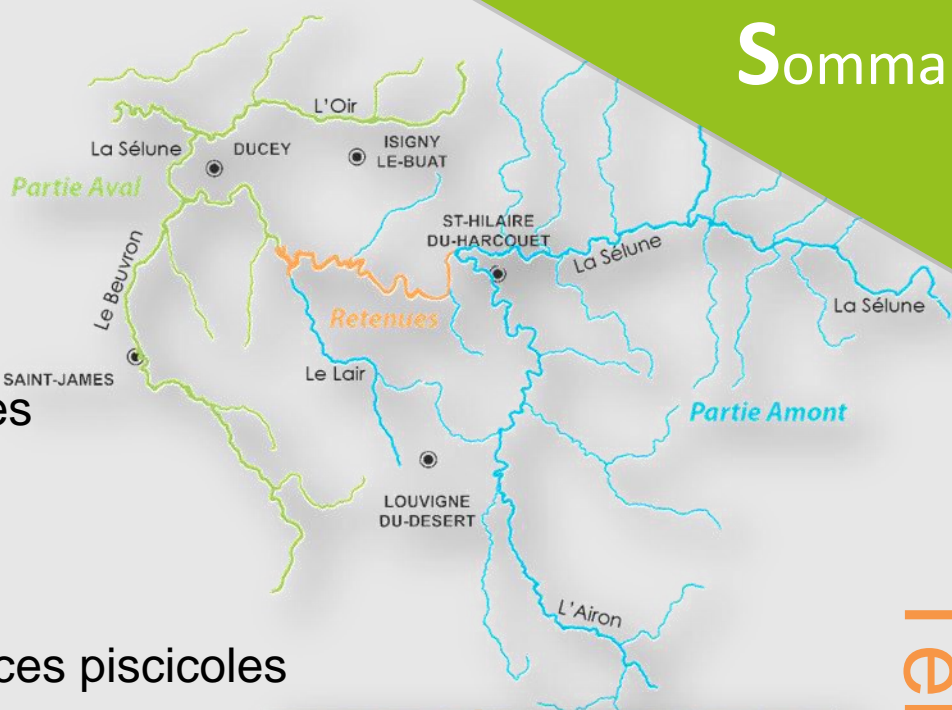 Somma
L'Oir
La Sélune
DUCEY
ISIGNY
LE-BUAT
Partie Aval
ST-HILAIRE
DU-HARCOUET
La Sélune
Le Beuvron
La Sélune
Retenues
SAINT-JAMES
Le Lair
es
Partie Amont
LOUVIGNE
DU-DESERT
L'Airon
ces piscicoles